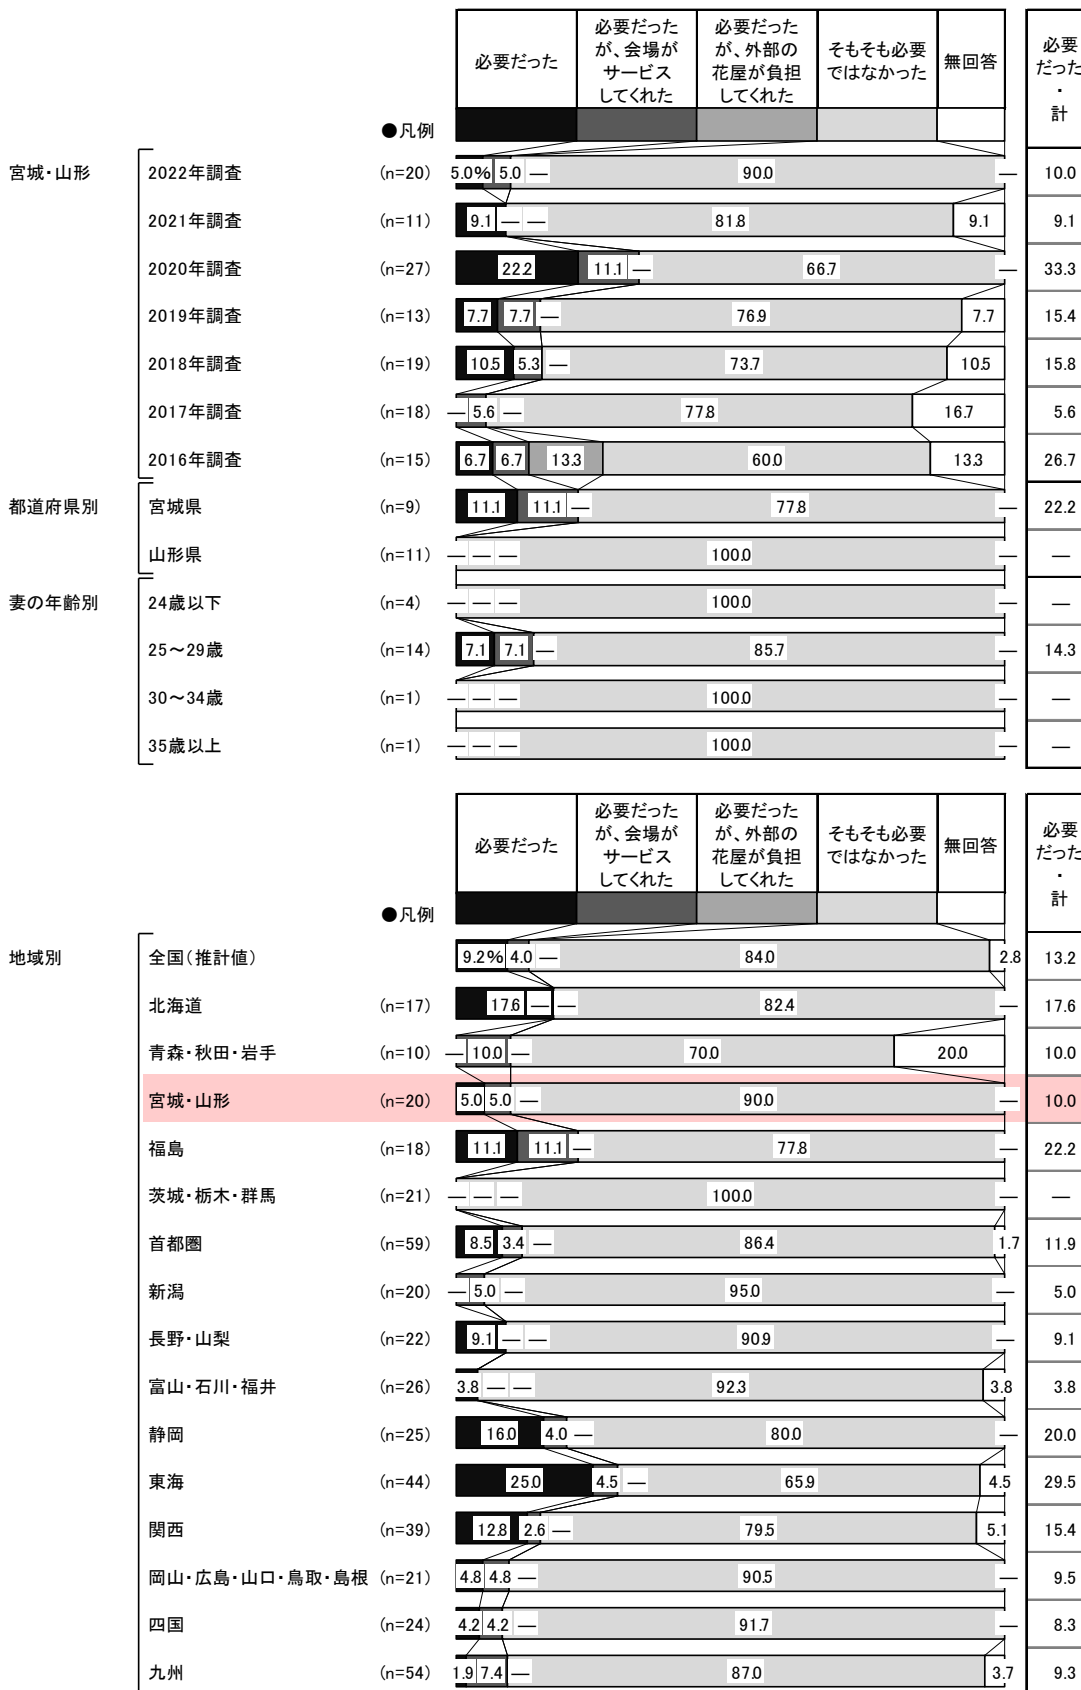 必要だった 必要だったが、会場がサービスしてくれた 必要だったが、外部の花屋が負担してくれた そもそも必要ではなかった 無回答 必要だった・計
●凡例
宮城・山形 2022年調査 (n=20) 5.0% 5.0 — 90.0 — 10.0
2021年調査 (n=11) 9.1 — — 81.8 9.1 9.1
2020年調査 (n=27) 22.2 11.1 — 66.7 — 33.3
2019年調査 (n=13) 7.7 7.7 — 76.9 7.7 15.4
2018年調査 (n=19) 10.5 5.3 — 73.7 10.5 15.8
2017年調査 (n=18) — 5.6 — 77.8 16.7 5.6
2016年調査 (n=15) 6.7 6.7 13.3 60.0 13.3 26.7
都道府県別 宮城県 (n=9) 11.1 11.1 — 77.8 — 22.2
山形県 (n=11) — — — 100.0 — —
妻の年齢別 24歳以下 (n=4) — — — 100.0 — —
25～29歳 (n=14) 7.1 7.1 — 85.7 — 14.3
30～34歳 (n=1) — — — 100.0 — —
35歳以上 (n=1) — — — 100.0 — —
必要だった 必要だったが、会場がサービスしてくれた 必要だったが、外部の花屋が負担してくれた そもそも必要ではなかった 無回答 必要だった・計
●凡例
地域別 全国（推計値） 9.2% 4.0 — 84.0 2.8 13.2
北海道 (n=17) 17.6 — — 82.4 — 17.6
青森・秋田・岩手 (n=10) — 10.0 — 70.0 20.0 10.0
宮城・山形 (n=20) 5.0 5.0 — 90.0 — 10.0
福島 (n=18) 11.1 11.1 — 77.8 — 22.2
茨城・栃木・群馬 (n=21) — — — 100.0 — —
首都圏 (n=59) 8.5 3.4 — 86.4 1.7 11.9
新潟 (n=20) — 5.0 — 95.0 — 5.0
長野・山梨 (n=22) 9.1 — — 90.9 — 9.1
富山・石川・福井 (n=26) 3.8 — — 92.3 3.8 3.8
静岡 (n=25) 16.0 4.0 — 80.0 — 20.0
東海 (n=44) 25.0 4.5 — 65.9 4.5 29.5
関西 (n=39) 12.8 2.6 — 79.5 5.1 15.4
岡山・広島・山口・鳥取・島根 (n=21) 4.8 4.8 — 90.5 — 9.5
四国 (n=24) 4.2 4.2 — 91.7 — 8.3
九州 (n=54) 1.9 7.4 — 87.0 3.7 9.3